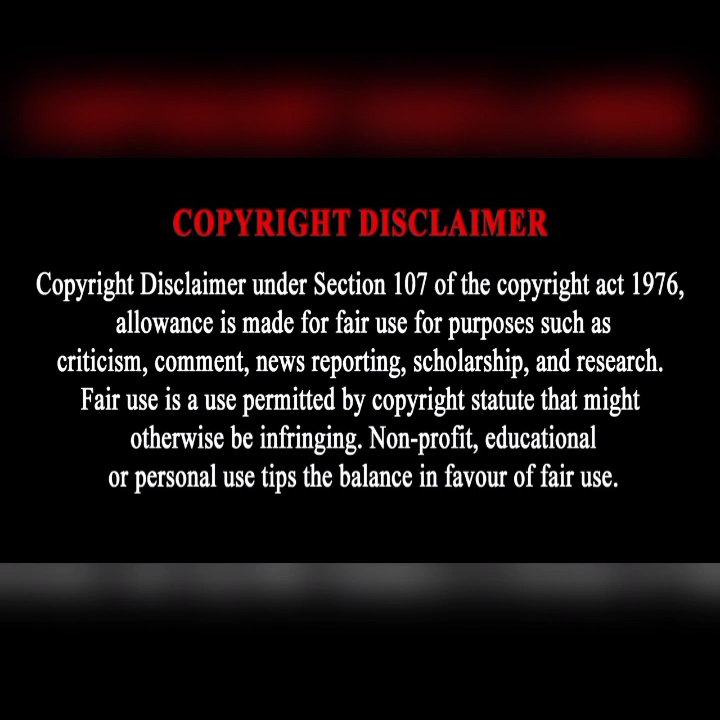 COPYRIGHT DISCLAIMER
Copyright Disclaimer under Section 107 of the copyright act 1976,
allowance is made for fair use for purposes such as
criticism, comment, news reporting, scholarship, and research.
Fair use is a use permitted by copyright statute that might
otherwise be infringing. Non-profit, educational
or personal use tips the balance in favour of fair use.